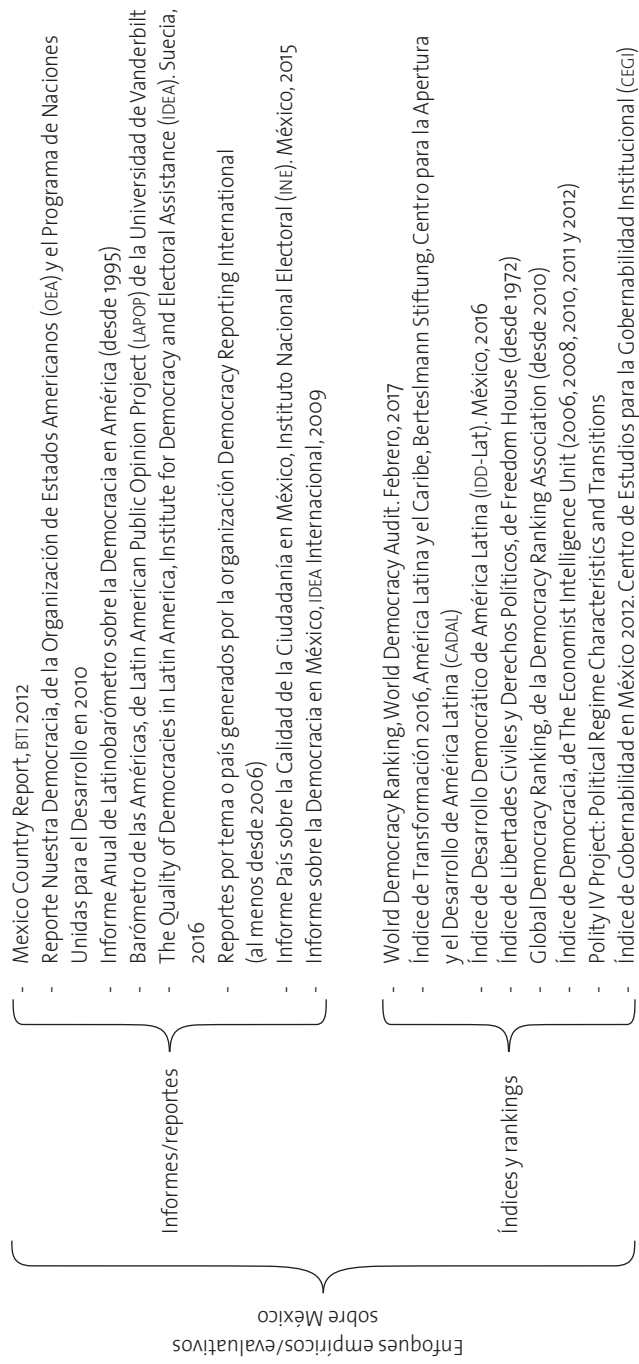 Enfoques empíricos/evaluativos
sobre México
Informes/reportes
- Mexico Country Report, BTI 2012
- Reporte Nuestra Democracia, de la Organización de Estados Americanos (OEA) y el Programa de Naciones
Unidas para el Desarrollo en 2010
- Informe Anual de Latinobarómetro sobre la Democracia en América (desde 1995)
- Barómetro de las Américas, de Latin American Public Opinion Project (LAPOP) de la Universidad de Vanderbilt
- The Quality of Democracies in Latin America, Institute for Democracy and Electoral Assistance (IDEA). Suecia,
2016
- Reportes por tema o país generados por la organización Democracy Reporting International
(al menos desde 2006)
- Informe País sobre la Calidad de la Ciudadanía en México, Instituto Nacional Electoral (INE). México, 2015
- Informe sobre la Democracia en México, IDEA Internacional, 2009
Índices y rankings
- Wolrd Democracy Ranking, World Democracy Audit. Febrero, 2017
- Índice de Transformación 2016, América Latina y el Caribe, Berteslmann Stiftung, Centro para la Apertura
y el Desarrollo de América Latina (CADAL)
- Índice de Desarrollo Democrático de América Latina (IDD-Lat). México, 2016
- Índice de Libertades Civiles y Derechos Políticos, de Freedom House (desde 1972)
- Global Democracy Ranking, de la Democracy Ranking Association (desde 2010)
- Índice de Democracia, de The Economist Intelligence Unit (2006, 2008, 2010, 2011 y 2012)
- Polity IV Project: Political Regime Characteristics and Transitions
- Índice de Gobernabilidad en México 2012. Centro de Estudios para la Gobernabilidad Institucional (CEGI)